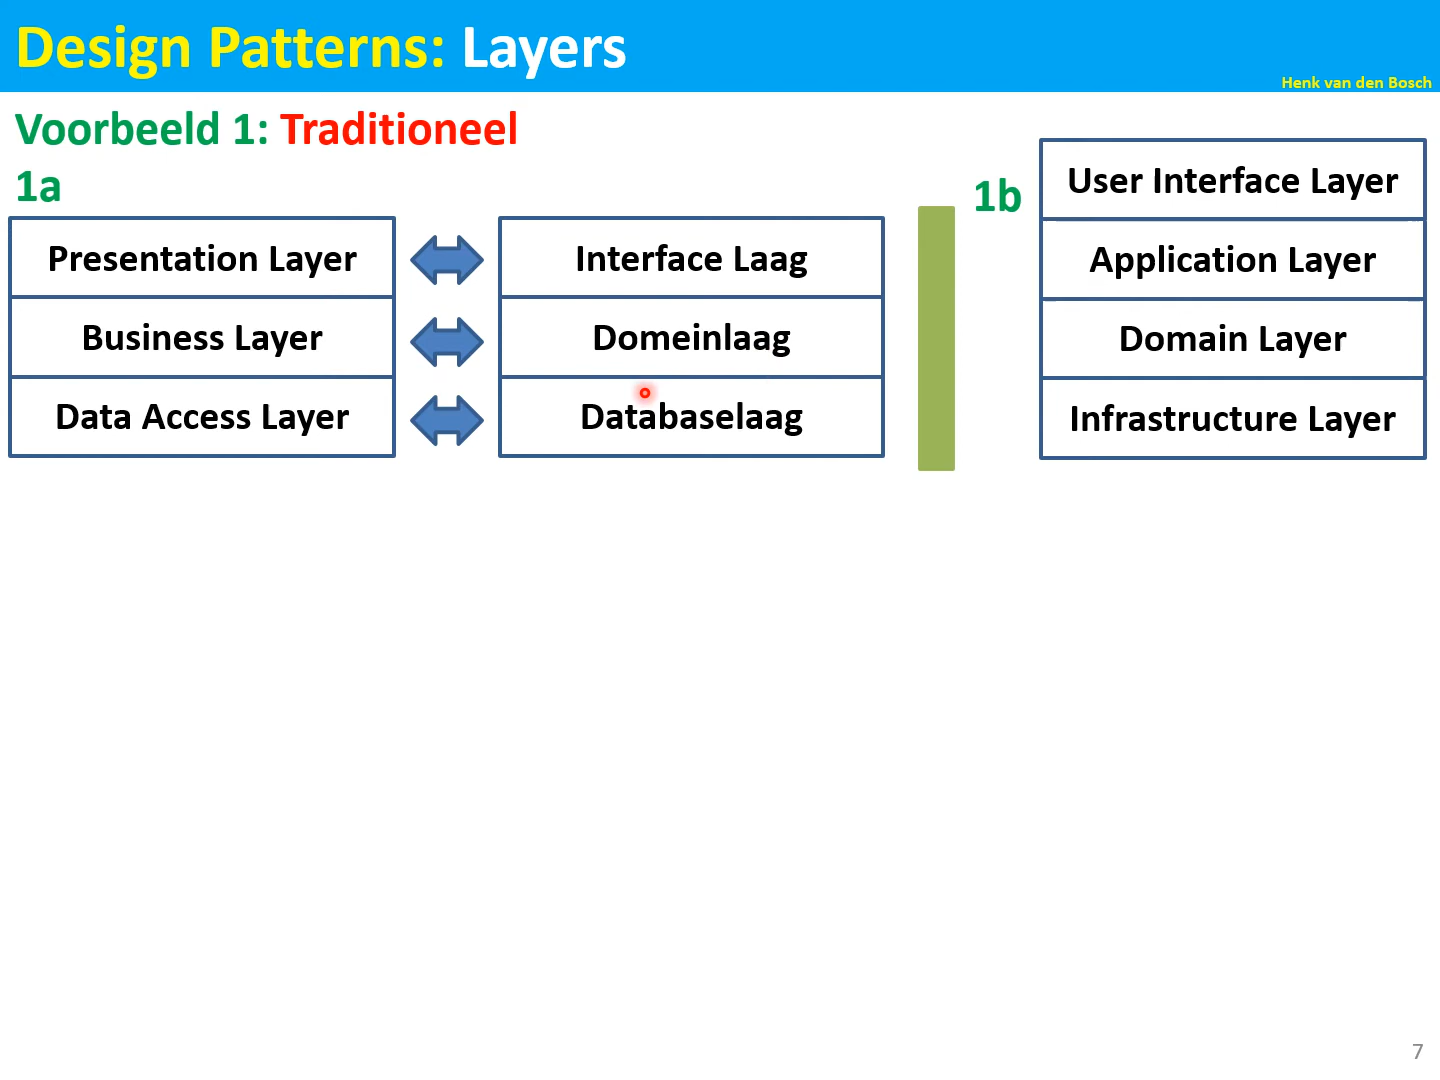 Design Patterns: Layers
Henk van den Bosch
Voorbeeld 1: Traditioneel
1a
Presentation Layer
Business Layer
Data Access Layer
Interface Laag
Domeinlaag
Databaselaag
1b
User Interface Layer
Application Layer
Domain Layer
Infrastructure Layer
7